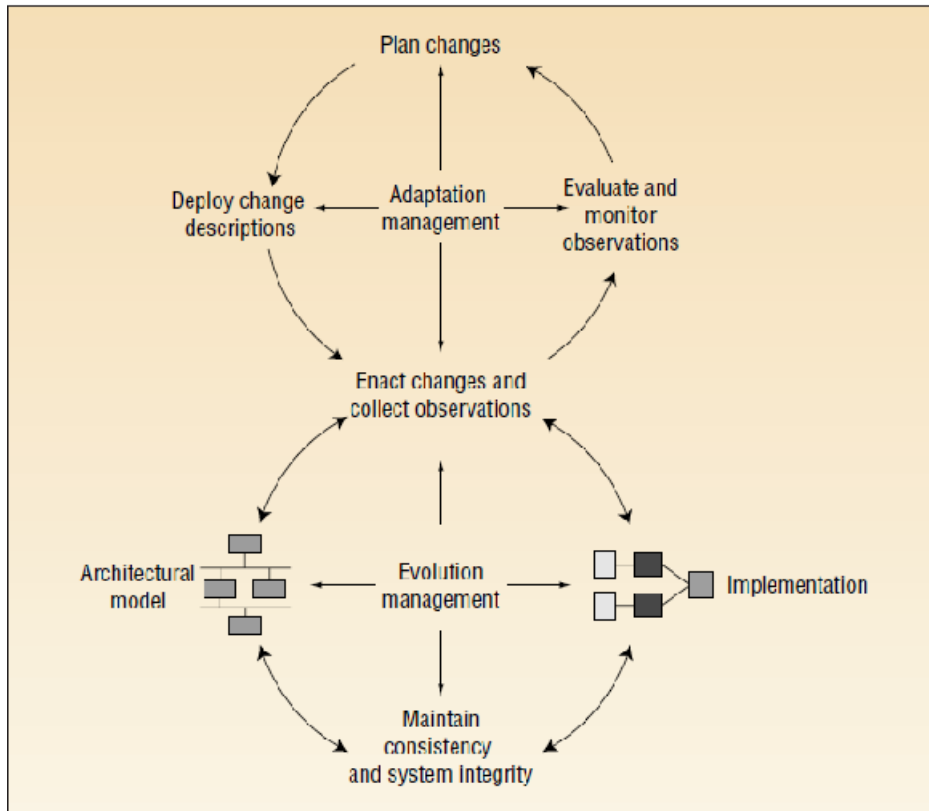 Plan changes
Deploy change
descriptions
Adaptation
management
Evaluate and
monitor
observations
Enact changes and
collect observations
Architectural
model
Evolution
management
Implementation
Maintain
consistency
and system integrity